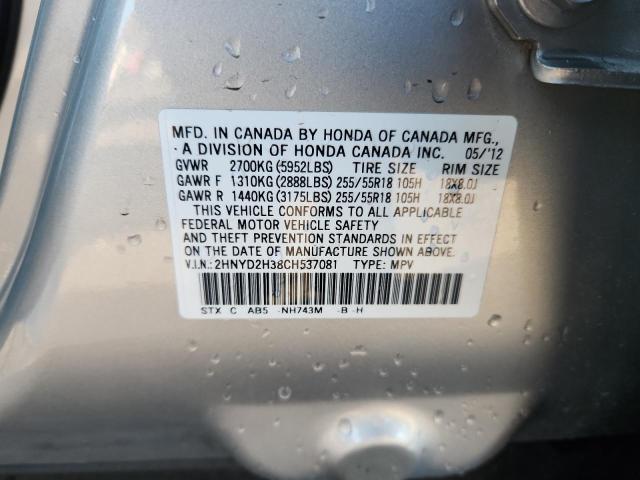 MFD. IN CANADA BY HONDA OF CANADA MFG.,
· A DIVISION OF HONDA CANADA INC. 05/'12
GVWR 2700KG (5952LBS) TIRE SIZE RIM SIZE
GAWR F 1310KG (2888LBS) 255/55R18 105H 18X8.0J
GAWR R 1440KG (3175LBS) 255/55R18 105H 18X8.0J
THIS VEHICLE CONFORMS TO ALL APPLICABLE
FEDERAL MOTOR VEHICLE SAFETY
AND THEFT PREVENTION STANDARDS IN EFFECT
ON THE DATE OF MANUFACTURE SHOWN ABOVE.
V.I.N.: 2HNYD2H38CH537081 TYPE: MPV
STX C AB5 -NH743M -B -H